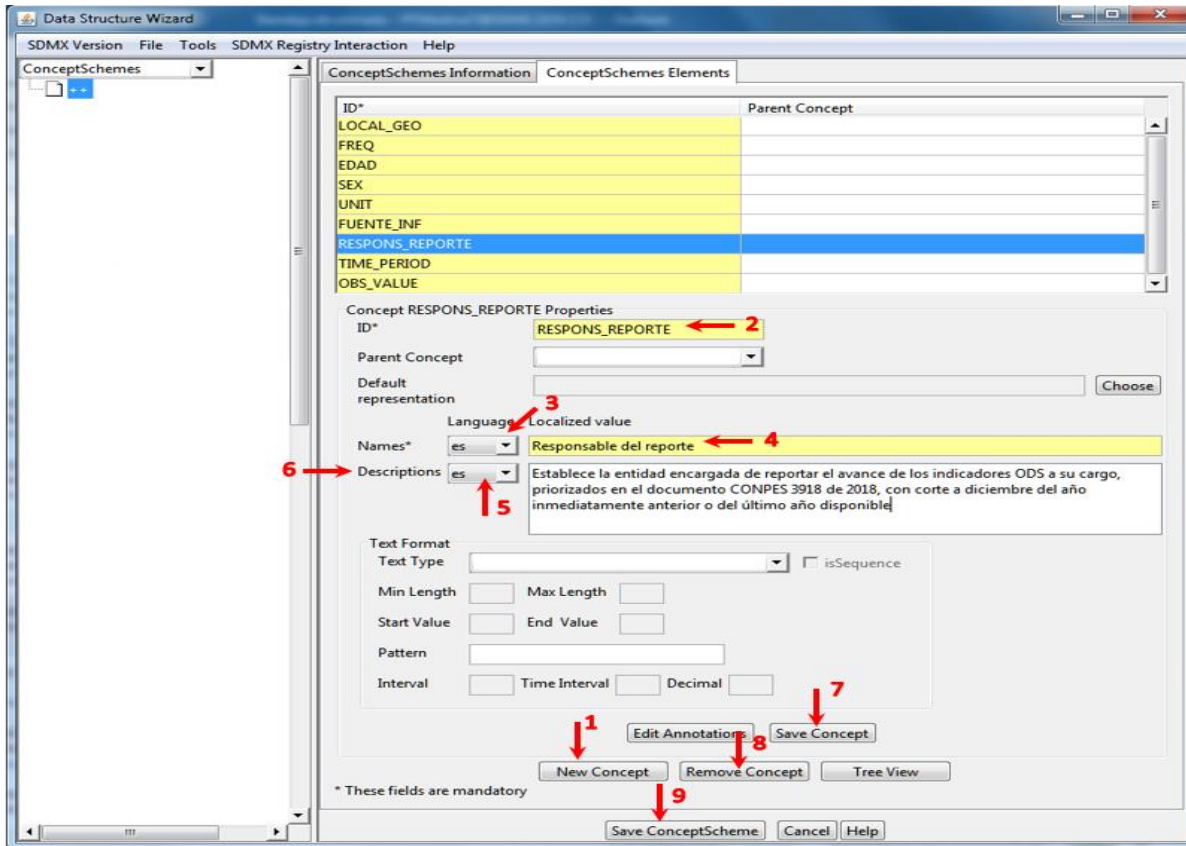 Data Structure Wizard
SDMX Version File Tools SDMX Registry Interaction Help
ConceptSchemes
++
ConceptSchemes Information ConceptSchemes Elements
ID* Parent Concept
LOCAL_GEO
FREQ
EDAD
SEX
UNIT
FUENTE_INF
RESPONS_REPORTE
TIME_PERIOD
OBS_VALUE
Concept RESPONS_REPORTE Properties
ID* RESPONS_REPORTE 2
Parent Concept
Default
representation
Choose
3
Language Localized value
Names* es Responsable del reporte 4
6 Descriptions es Establece la entidad encargada de reportar el avance de los indicadores ODS a su cargo,
priorizados en el documento CONPES 3918 de 2018, con corte a diciembre del año
5 inmediatamente anterior o del último año disponible
Text Format
Text Type isSequence
Min Length Max Length
Start Value End Value
Pattern
Interval Time Interval Decimal
7
1
Edit Annotations Save Concept
8
New Concept Remove Concept Tree View
* These fields are mandatory
9
Save ConceptScheme Cancel Help